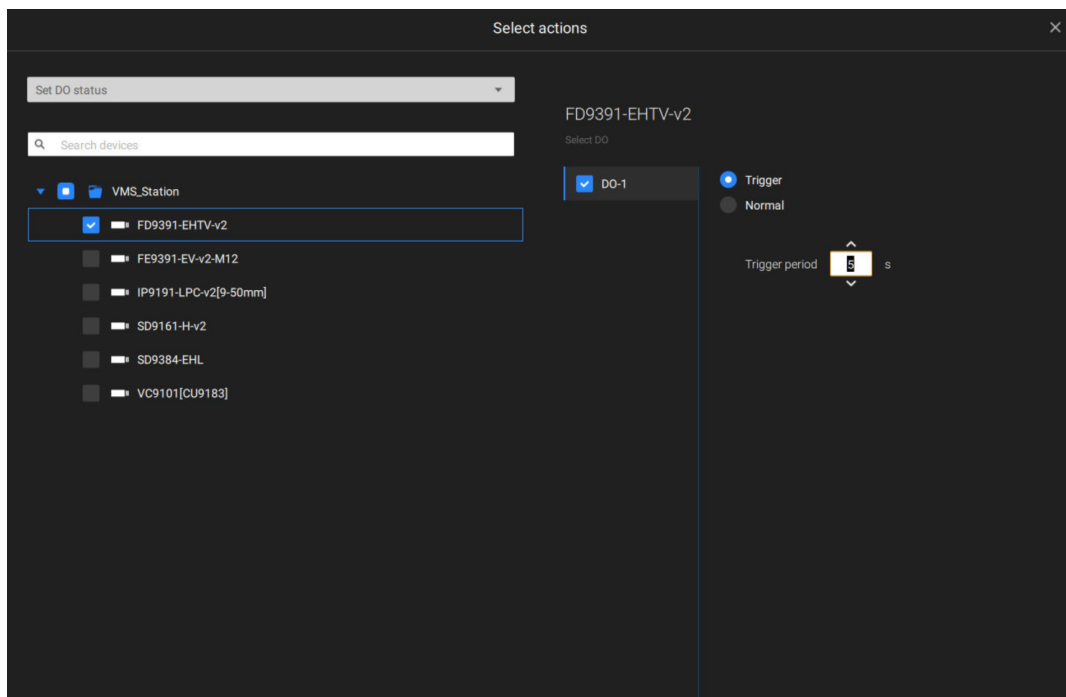 Select actions
Set DO status
Search devices
VMS_Station
FD9391-EHTV-v2
FE9391-EV-v2-M12
IP9191-LPC-v2[9-50mm]
SD9161-H-v2
SD9384-EHL
VC9101[CU9183]
FD9391-EHTV-v2
Select DO
DO-1
Trigger
Normal
Trigger period 5 s